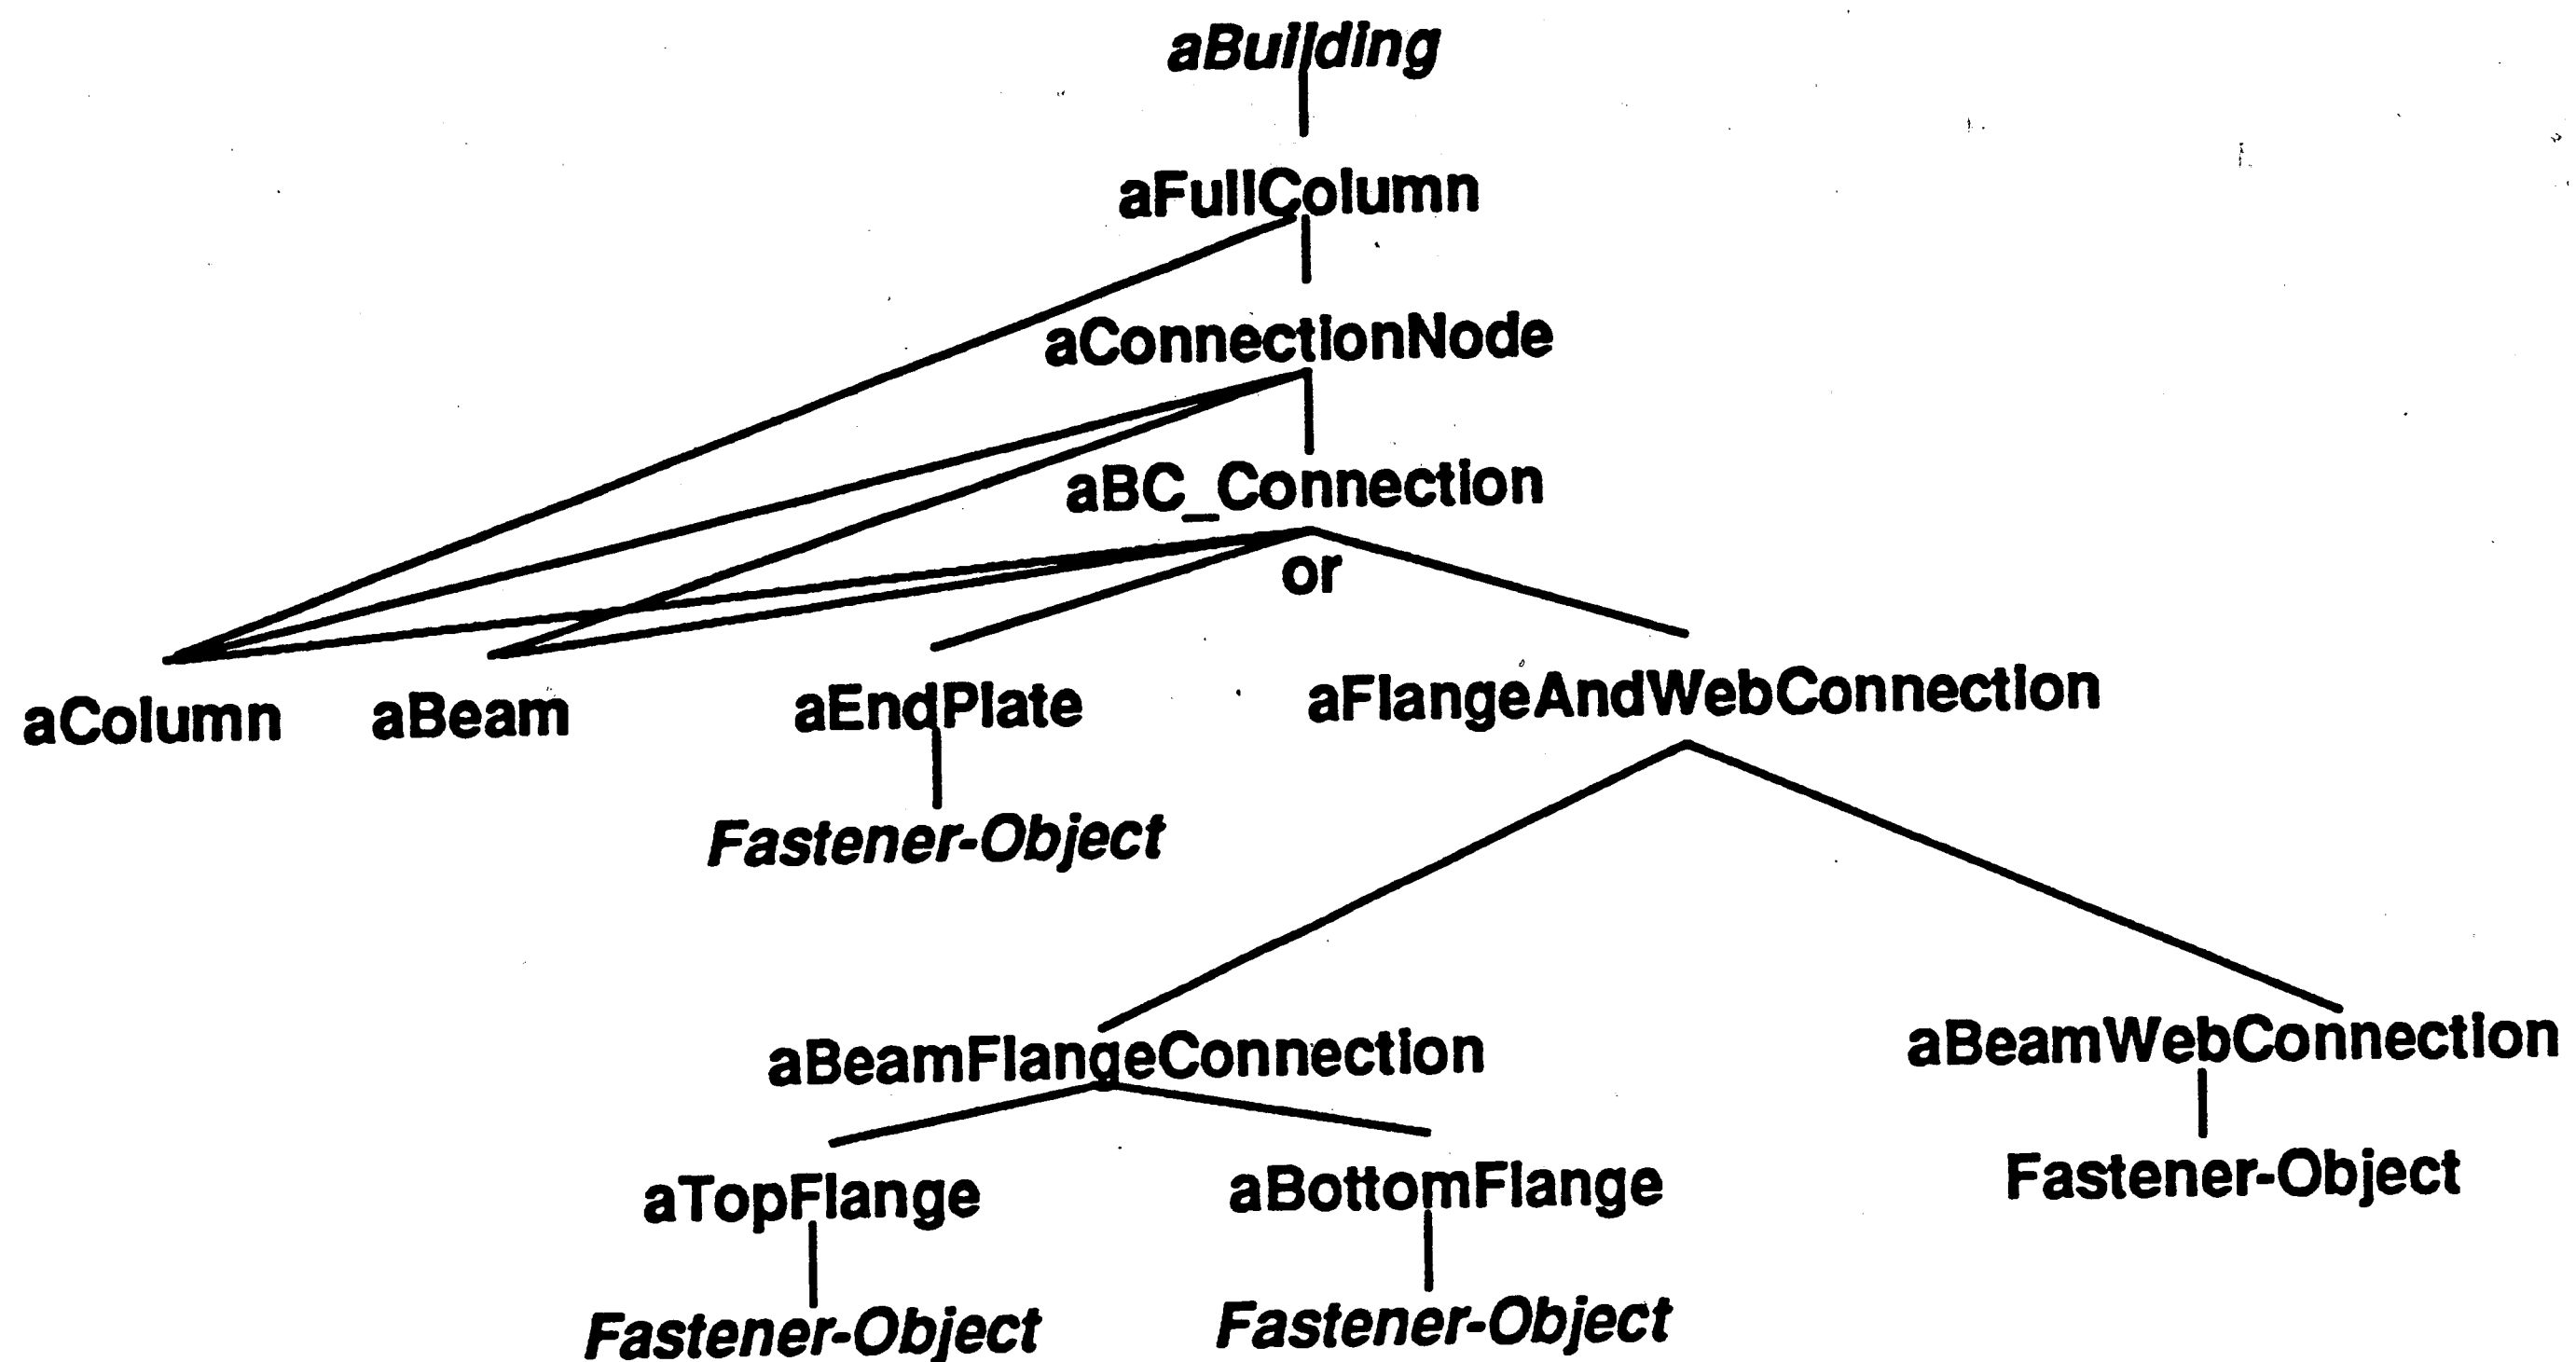 aBuilding
aFullColumn
aConnectionNode
aBC_Connection
or
aColumn aBeam aEndPlate aFlangeAndWebConnection
Fastener-Object
aBeamFlangeConnection aBeamWebConnection
aTopFlange aBottomFlange Fastener-Object
Fastener-Object Fastener-Object